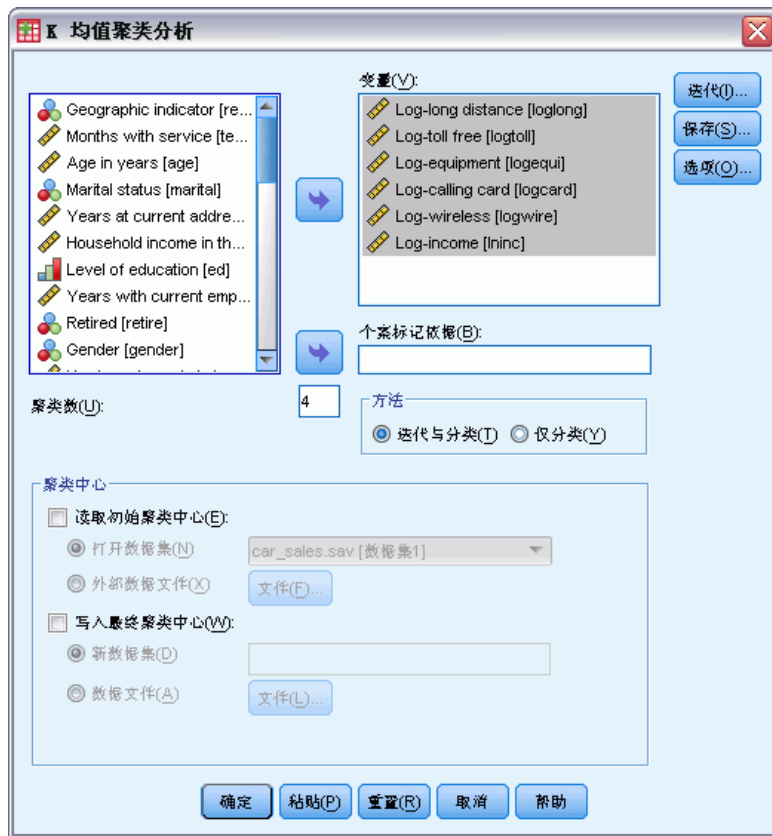 K 均值聚类分析
Geographic indicator [re...
Months with service [te...
Age in years [age]
Marital status [marital]
Years at current addre...
Household income in th...
Level of education [ed]
Years with current emp...
Retired [retire]
Gender [gender]
变量(V):
Log-long distance [loglong]
Log-toll free [logtoll]
Log-equipment [logequi]
Log-calling card [logcard]
Log-wireless [logwire]
Log-income [lninc]
迭代(I)...
保存(S)...
选项(O)...
个案标记依据(B):
聚类数(U):
4
方法
迭代与分类(T)
仅分类(Y)
聚类中心
读取初始聚类中心(E):
打开数据集(N)
car_sales.sav [数据集1]
外部数据文件(X)
文件(F)...
写入最终聚类中心(W):
新数据集(D)
数据文件(A)
文件(L)...
确定
粘贴(P)
重置(R)
取消
帮助